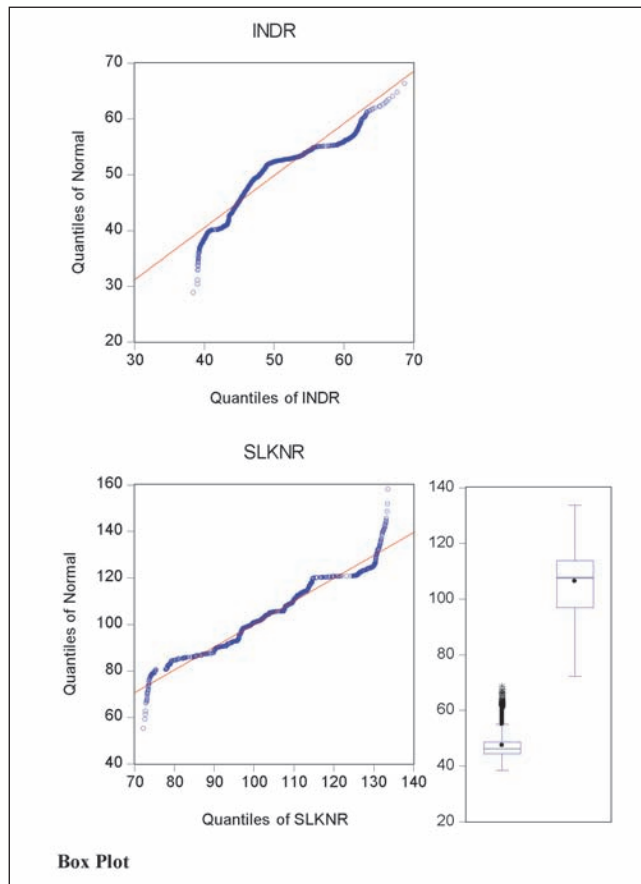 INDR
70
60
50
40
30
20
Quantiles of Normal
30 40 50 60 70
Quantiles of INDR
SLKNR
160
140
120
100
80
60
40
Quantiles of Normal
70 80 90 100 110 120 130 140
Quantiles of SLKNR
140
120
100
80
60
40
20
Box Plot